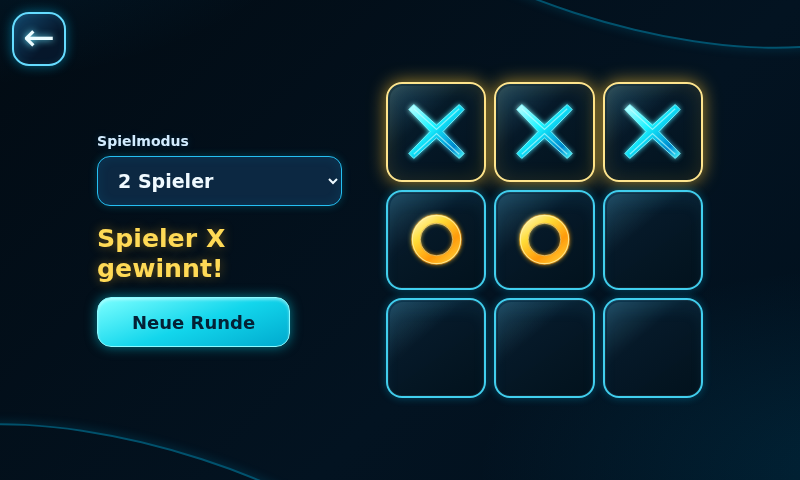 Spielmodus
2 Spieler
Spieler X
gewinnt!
Neue Runde